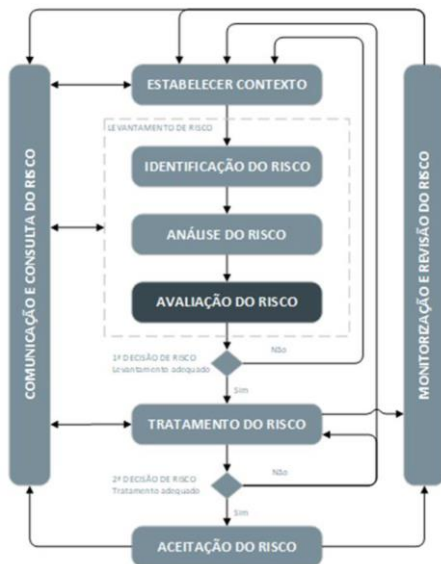 ESTABELECER CONTEXTO
LEVANTAMENTO DE RISCO
IDENTIFICAÇÃO DO RISCO
ANÁLISE DO RISCO
AVALIAÇÃO DO RISCO
1ª DECISÃO DE RISCO
Levantamento adequado
Não
Sim
TRATAMENTO DO RISCO
2ª DECISÃO DE RISCO
Tratamento adequado
Não
Sim
ACEITAÇÃO DO RISCO
COMUNICAÇÃO E CONSULTA DO RISCO
MONITORIZAÇÃO E REVISÃO DO RISCO